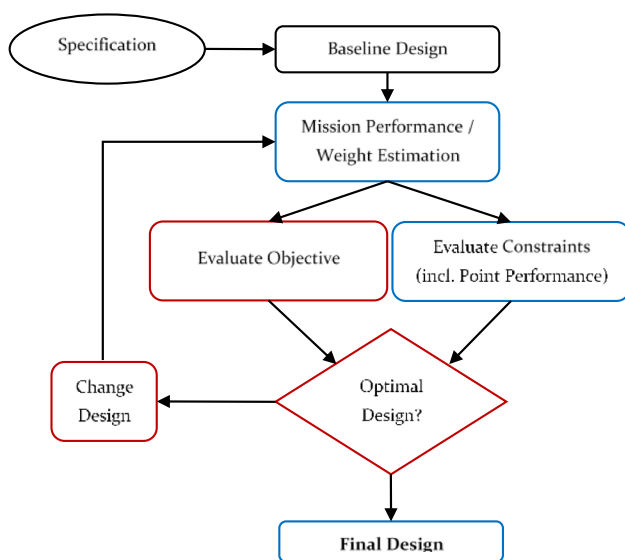 Specification
Baseline Design
Mission Performance /
Weight Estimation
Evaluate Objective
Evaluate Constraints
(incl. Point Performance)
Optimal
Design?
Change
Design
Final Design